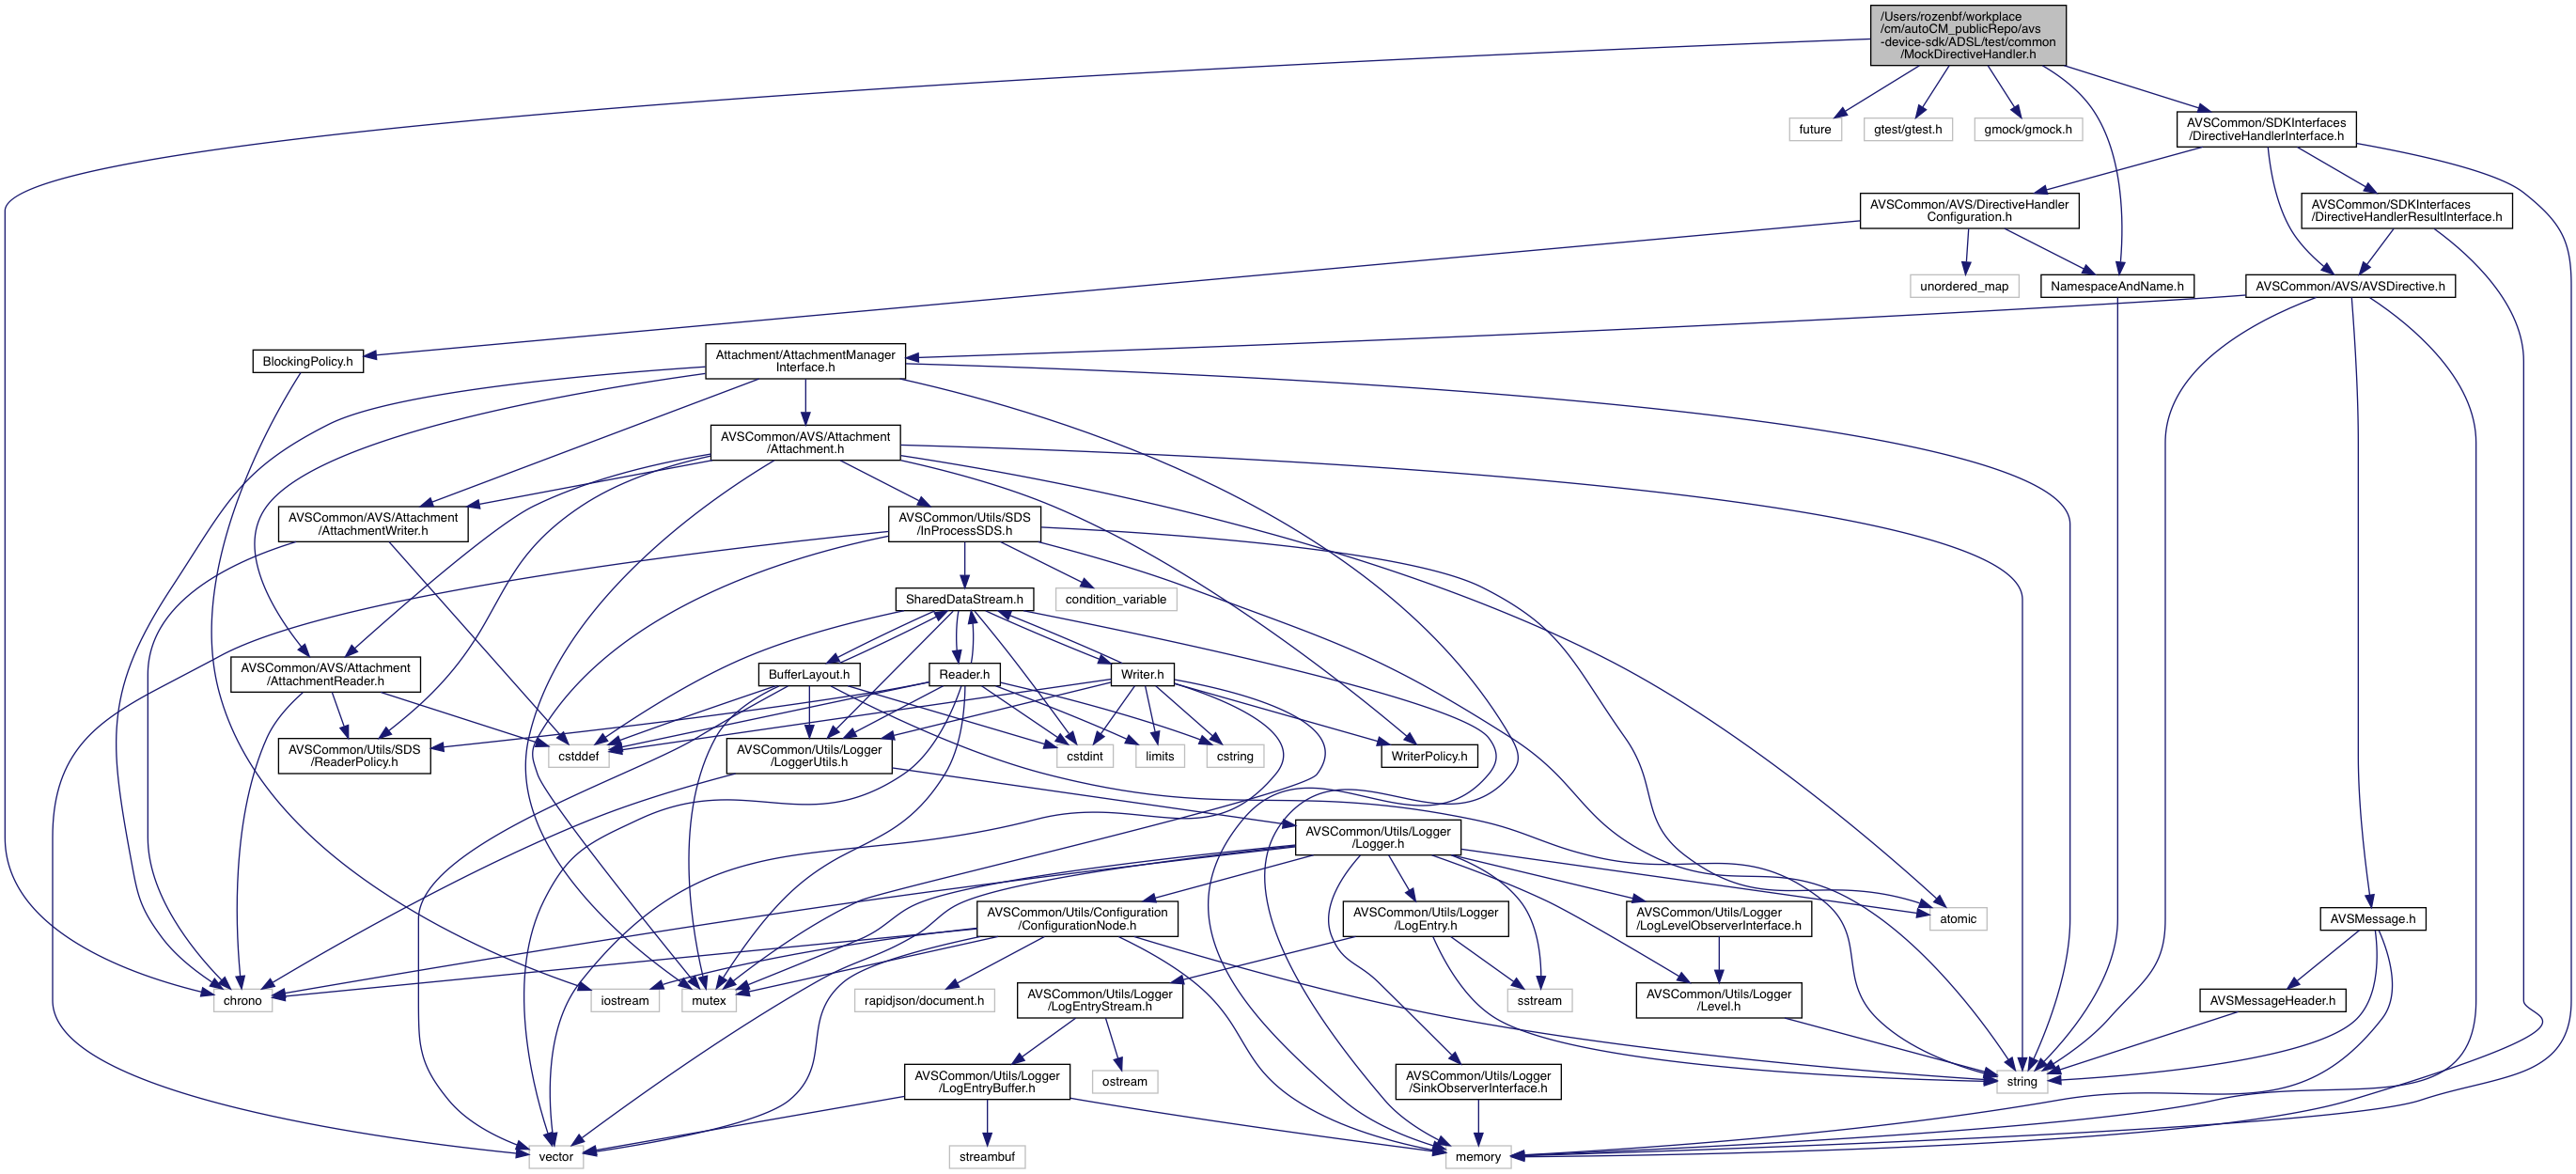 /Users/rozenbf/workplace
/cm/autoCM_publicRepo/avs
-device-sdk/ADSL/test/common
/MockDirectiveHandler.h
future
gtest/gtest.h
gmock/gmock.h
AVSCommon/SDKInterfaces
/DirectiveHandlerInterface.h
AVSCommon/AVS/DirectiveHandler
Configuration.h
AVSCommon/SDKInterfaces
/DirectiveHandlerResultInterface.h
unordered_map
NamespaceAndName.h
AVSCommon/AVS/AVSDirective.h
BlockingPolicy.h
Attachment/AttachmentManager
Interface.h
AVSCommon/AVS/Attachment
/Attachment.h
AVSCommon/AVS/Attachment
/AttachmentWriter.h
AVSCommon/Utils/SDS
/InProcessSDS.h
SharedDataStream.h
condition_variable
AVSCommon/AVS/Attachment
/AttachmentReader.h
BufferLayout.h
Reader.h
Writer.h
AVSCommon/Utils/SDS
/ReaderPolicy.h
cstddef
AVSCommon/Utils/Logger
/LoggerUtils.h
cstdint
limits
cstring
WriterPolicy.h
AVSCommon/Utils/Logger
/Logger.h
AVSCommon/Utils/Configuration
/ConfigurationNode.h
AVSCommon/Utils/Logger
/LogEntry.h
AVSCommon/Utils/Logger
/LogLevelObserverInterface.h
atomic
AVSMessage.h
chrono
iostream
mutex
rapidjson/document.h
AVSCommon/Utils/Logger
/LogEntryStream.h
sstream
AVSCommon/Utils/Logger
/Level.h
AVSMessageHeader.h
AVSCommon/Utils/Logger
/LogEntryBuffer.h
ostream
AVSCommon/Utils/Logger
/SinkObserverInterface.h
string
vector
streambuf
memory